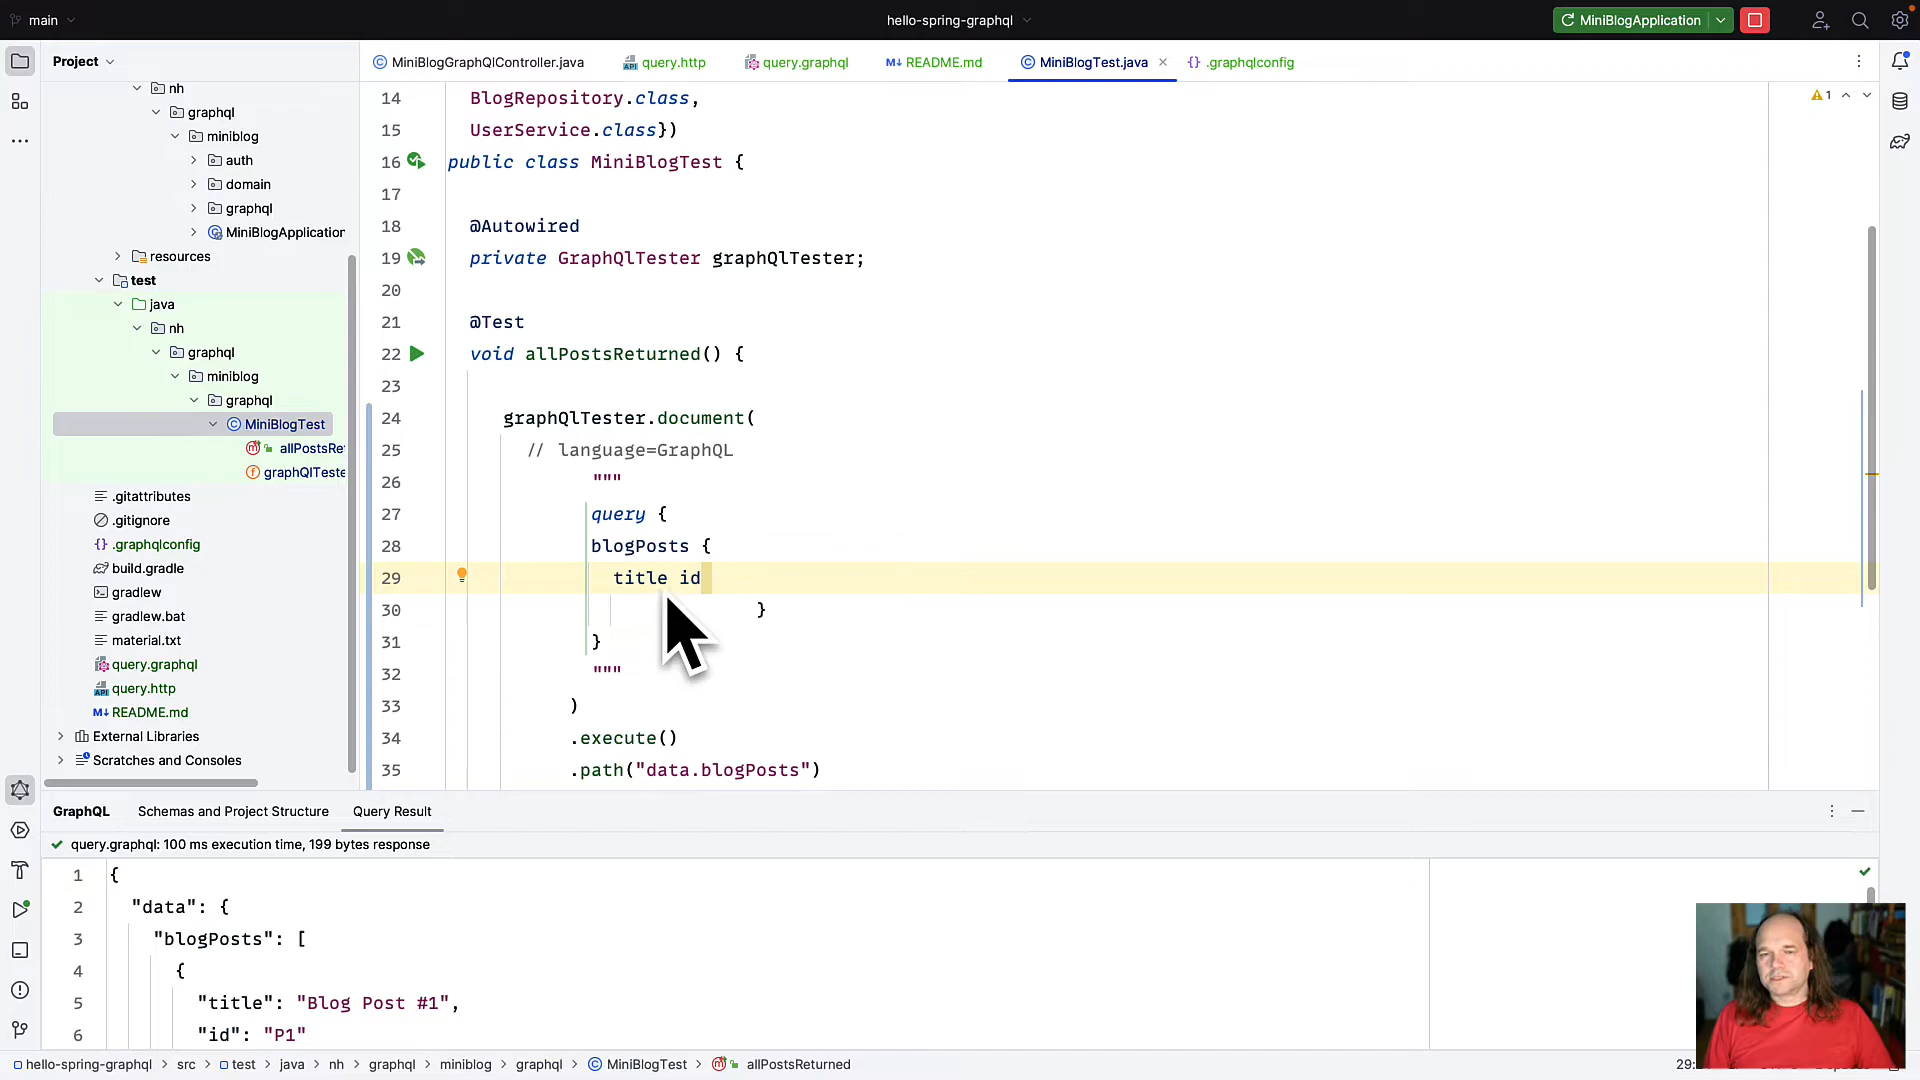 main
hello-spring-graphql
MiniBlogApplication
Project
MiniBlogGraphQlController.java
query.http
query.graphql
README.md
MiniBlogTest.java
.graphqlconfig
nh
graphql
miniblog
auth
domain
graphql
MiniBlogApplication
resources
test
java
nh
graphql
miniblog
graphql
MiniBlogTest
allPostsRe
graphQlTeste
.gitattributes
.gitignore
.graphqlconfig
build.gradle
gradlew
gradlew.bat
material.txt
query.graphql
query.http
README.md
External Libraries
Scratches and Consoles
14 BlogRepository.class,
15 UserService.class})
16 public class MiniBlogTest {
17
18 @Autowired
19 private GraphQlTester graphQlTester;
20
21 @Test
22 void allPostsReturned() {
23
24 graphQlTester.document(
25 // language=GraphQL
26 """
27 query {
28 blogPosts {
29 title id
30 }
31 }
32 """
33 )
34 .execute()
35 .path("data.blogPosts")
1
GraphQL Schemas and Project Structure Query Result
query.graphql: 100 ms execution time, 199 bytes response
1 {
2 "data": {
3 "blogPosts": [
4 {
5 "title": "Blog Post #1",
6 "id": "P1"
hello-spring-graphql > src > test > java > nh > graphql > miniblog > graphql > MiniBlogTest > allPostsReturned